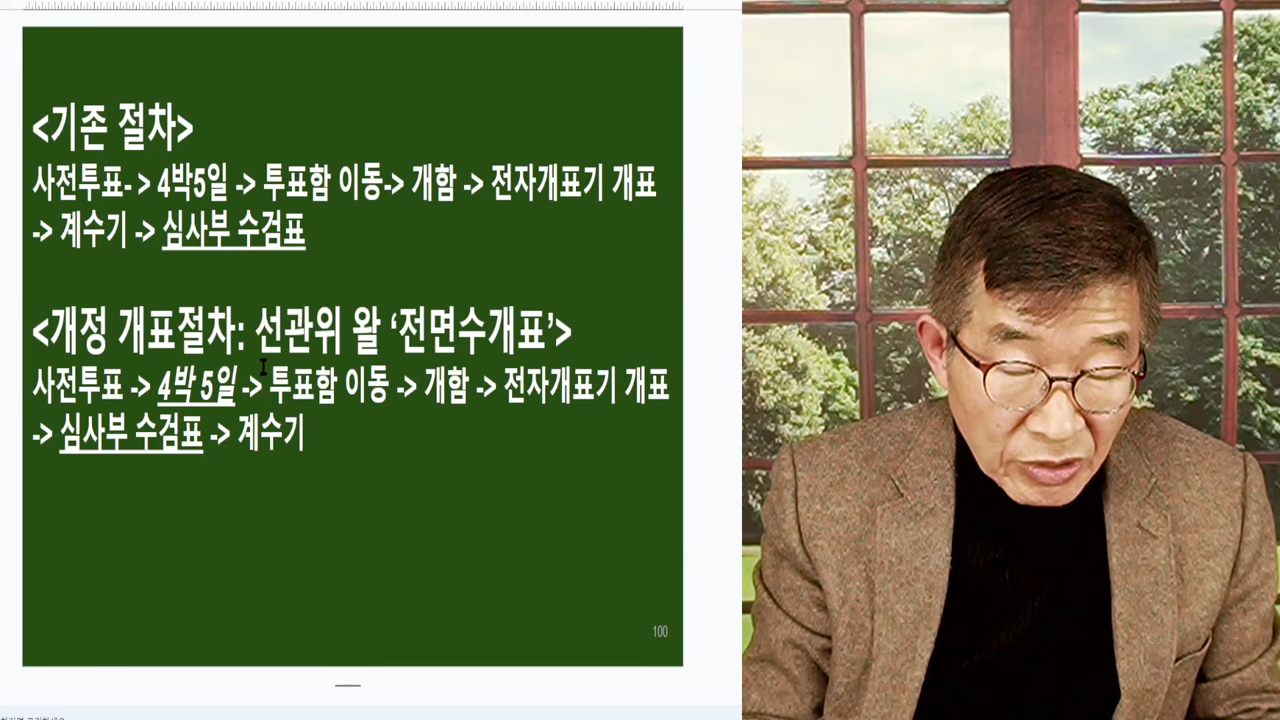 <기존 절차>
사전투표- > 4박5일 -> 투표함 이동-> 개함 -> 전자개표기 개표
-> 계수기 -> 심사부 수검표
<개정 개표절차: 선관위 왈 ‘전면수개표’>
사전투표 -> 4박 5일 -> 투표함 이동 -> 개함 -> 전자개표기 개표
-> 심사부 수검표 -> 계수기
100